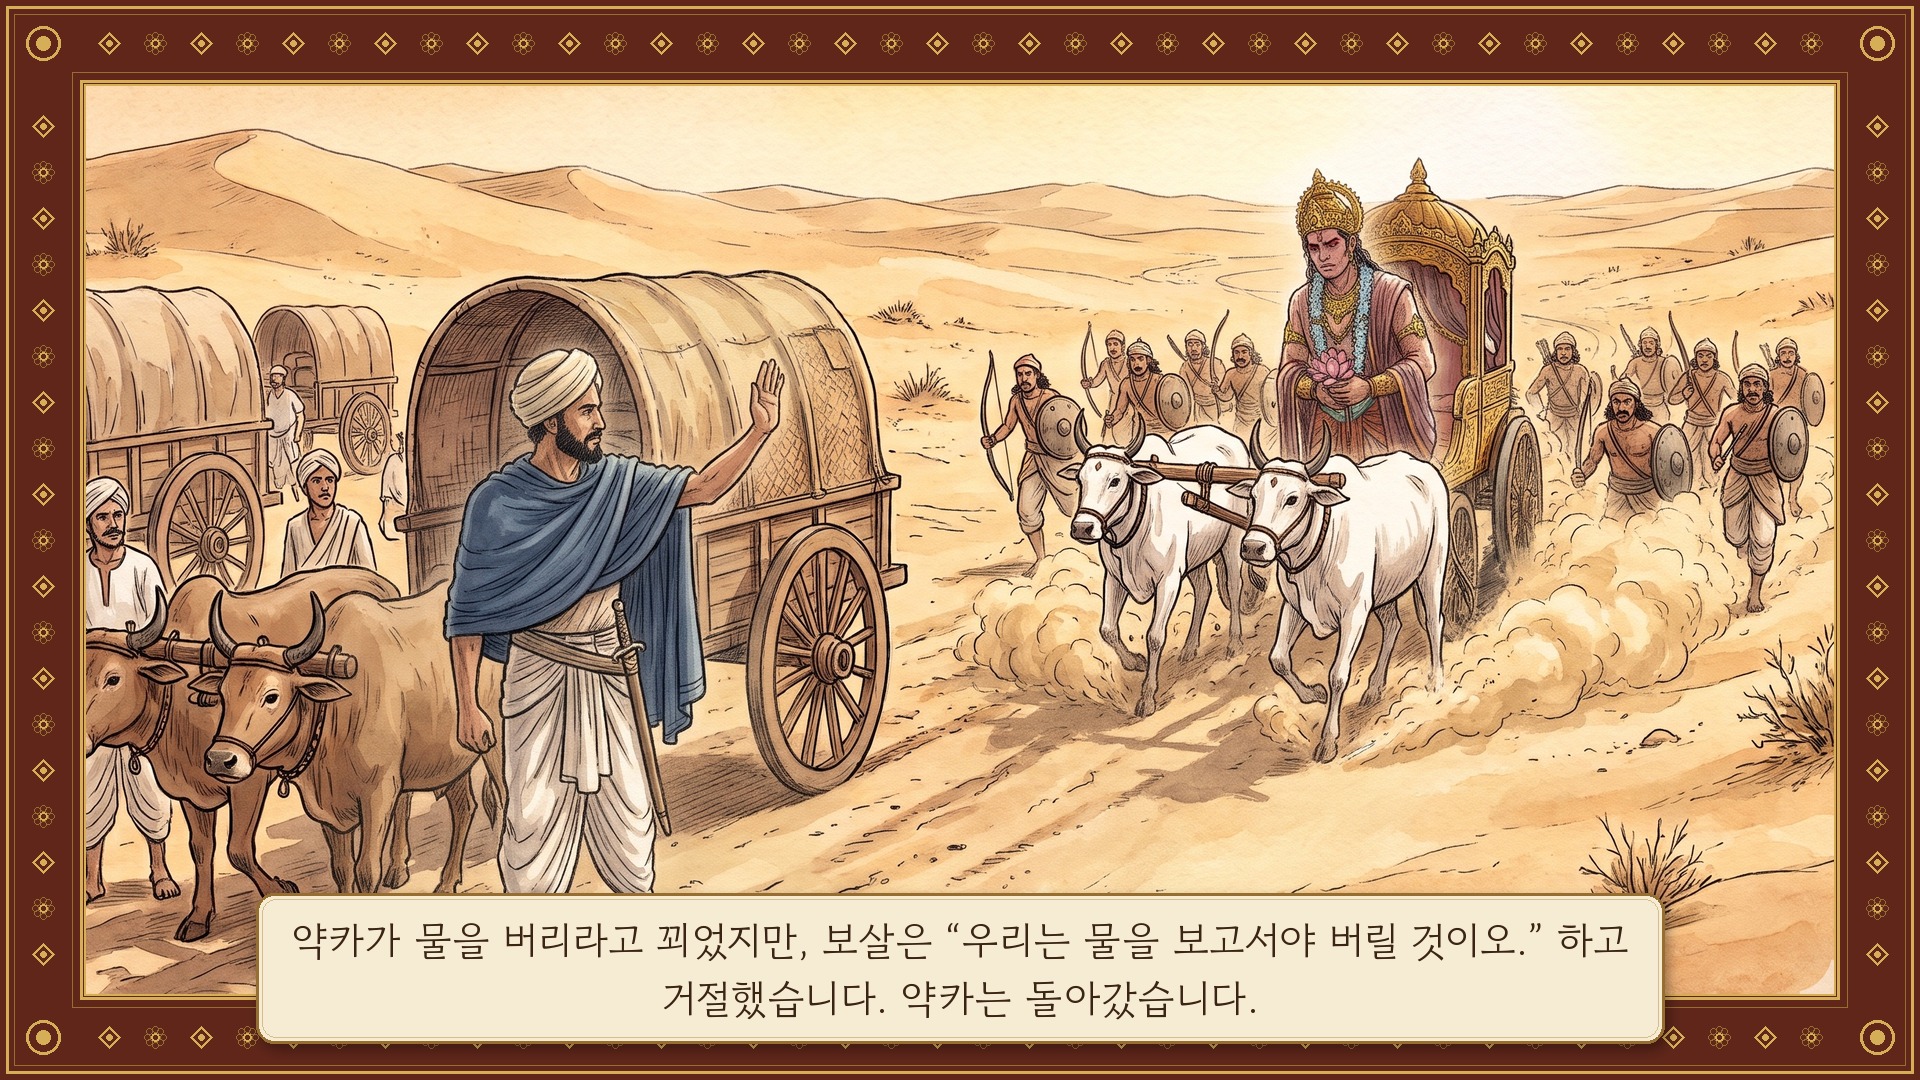 약카가 물을 버리라고 꾀었지만, 보살은 “우리는 물을 보고서야 버릴 것이오.” 하고
거절했습니다. 약카는 돌아갔습니다.